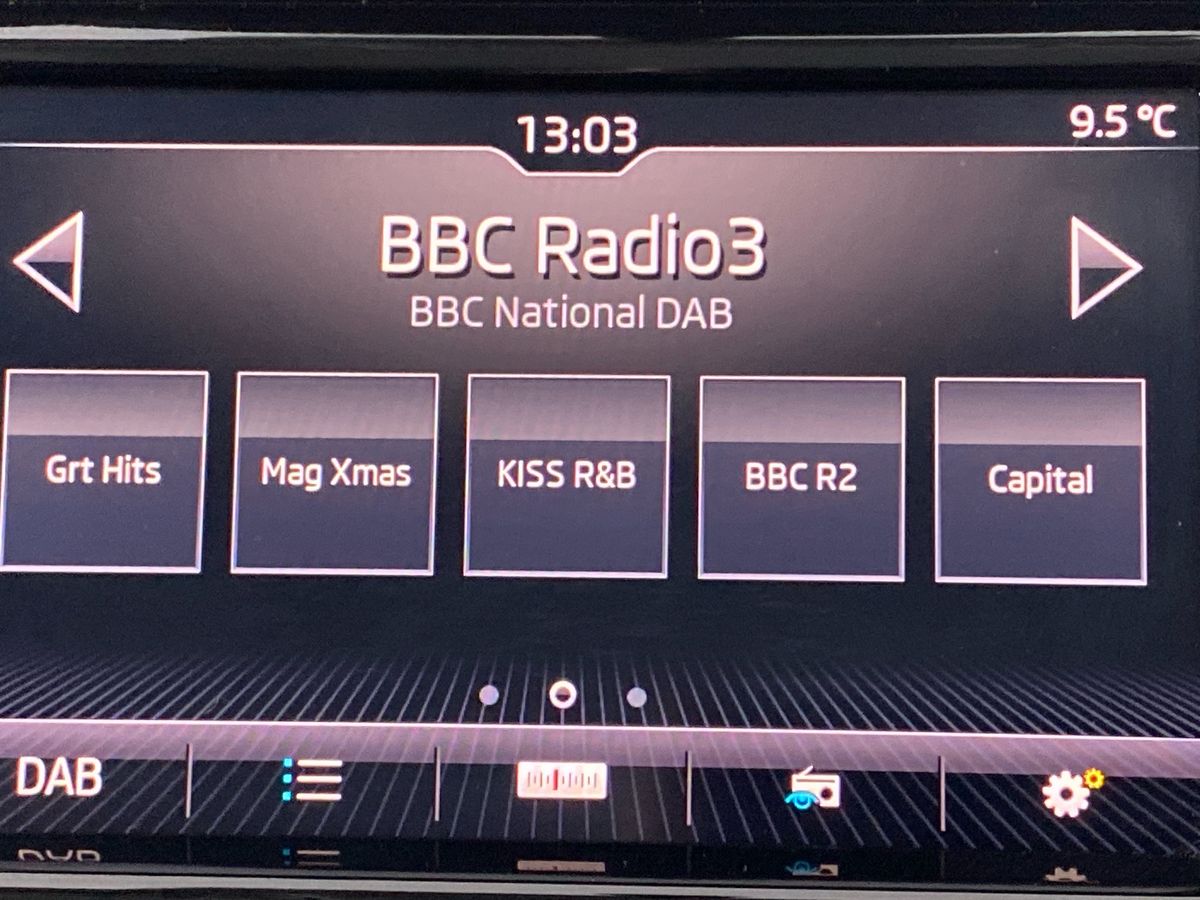 13:03
9.5 °C
BBC Radio3
BBC National DAB
Grt Hits
Mag Xmas
KISS R&B
BBC R2
Capital
DAB